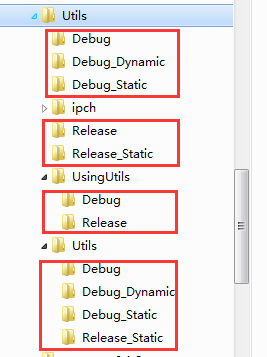 Utils
Debug
Debug_Dynamic
Debug_Static
ipch
Release
Release_Static
UsingUtils
Debug
Release
Utils
Debug
Debug_Dynamic
Debug_Static
Release_Static